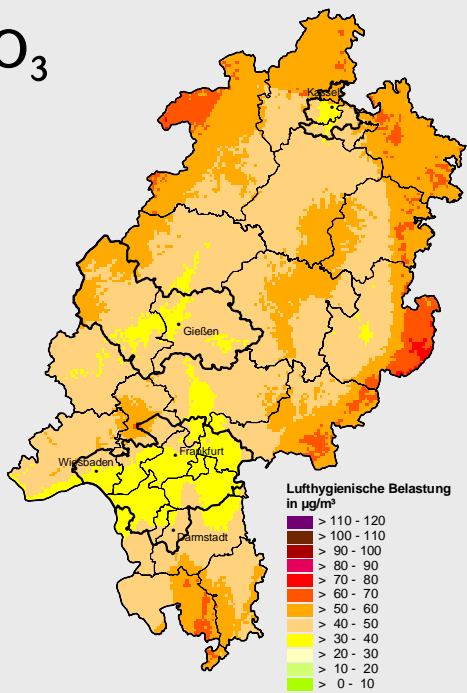 O3
Kassel
Gießen
Wiesbaden
Frankfurt
Darmstadt
Lufthygienische Belastung
in µg/m³
> 110 - 120
> 100 - 110
> 90 - 100
> 80 - 90
> 70 - 80
> 60 - 70
> 50 - 60
> 40 - 50
> 30 - 40
> 20 - 30
> 10 - 20
> 0 - 10